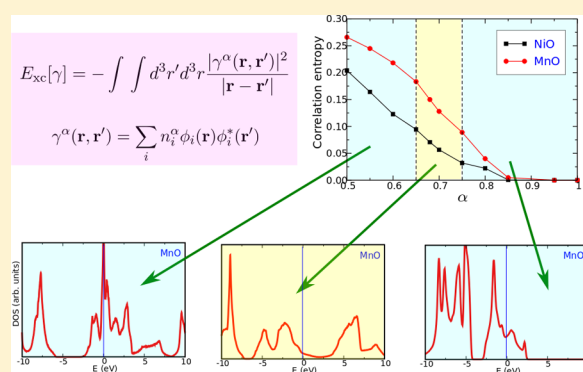 E_xc[γ] = − ∫ ∫ d³r′d³r |γ^α(r, r′)|² / |r − r′|
γ^α(r, r′) = ∑_i n_i^α φ_i(r)φ_i^*(r′)
Correlation entropy
0.30
0.25
0.20
0.15
0.10
0.05
0.00
NiO
MnO
0.5 0.6 0.7 0.8 0.9 1
α
DOS (arb. units)
MnO
-10 -5 0 5 10
E (eV)
MnO
-10 -5 0 5 10
E (eV)
MnO
-10 -5 0 5 10
E (eV)